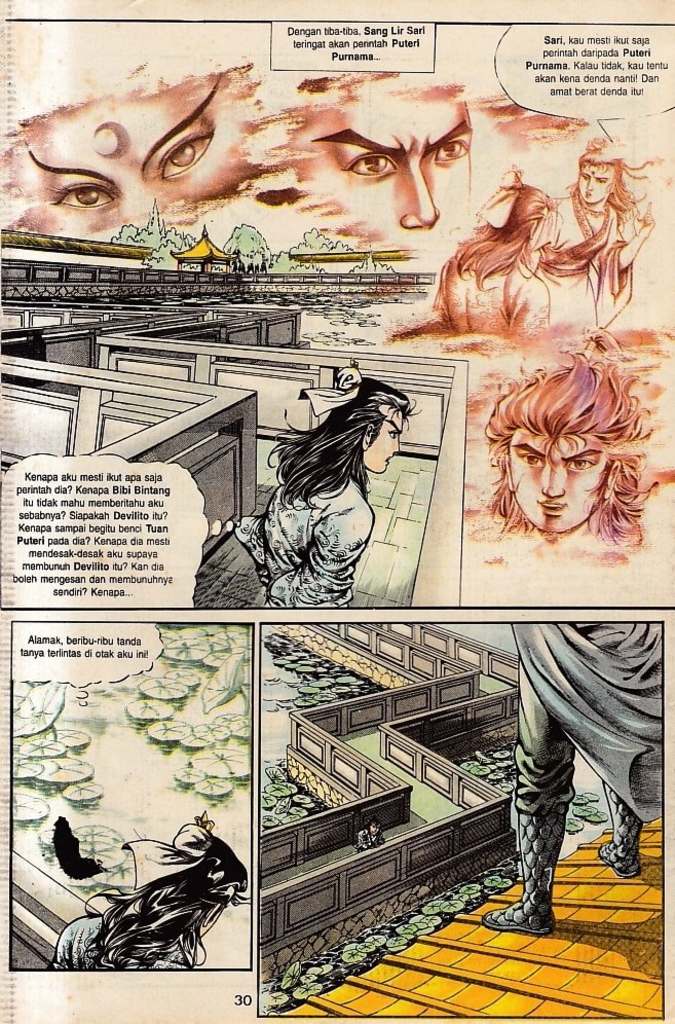 Dengan tiba-tiba, Sang Lir Sari
teringat akan perintah Puteri
Purnama...
Sari, kau mesti ikut saja
perintah daripada Puteri
Purnama. Kalau tidak, kau tentu
akan kena denda nanti! Dan
amat berat denda itu!
Kenapa aku mesti ikut apa saja
perintah dia? Kenapa Bibi Bintang
itu tidak mahu memberitahu aku
sebabnya? Siapakah Devilito itu?
Kenapa sampai begitu benci Tuan
Puteri pada dia? Kenapa dia mesti
mendesak-desak aku supaya
membunuh Devilito itu? Kan dia
boleh mengesan dan membunuhnya
sendiri? Kenapa...
Alamak, beribu-ribu tanda
tanya terlintas di otak aku ini!
30